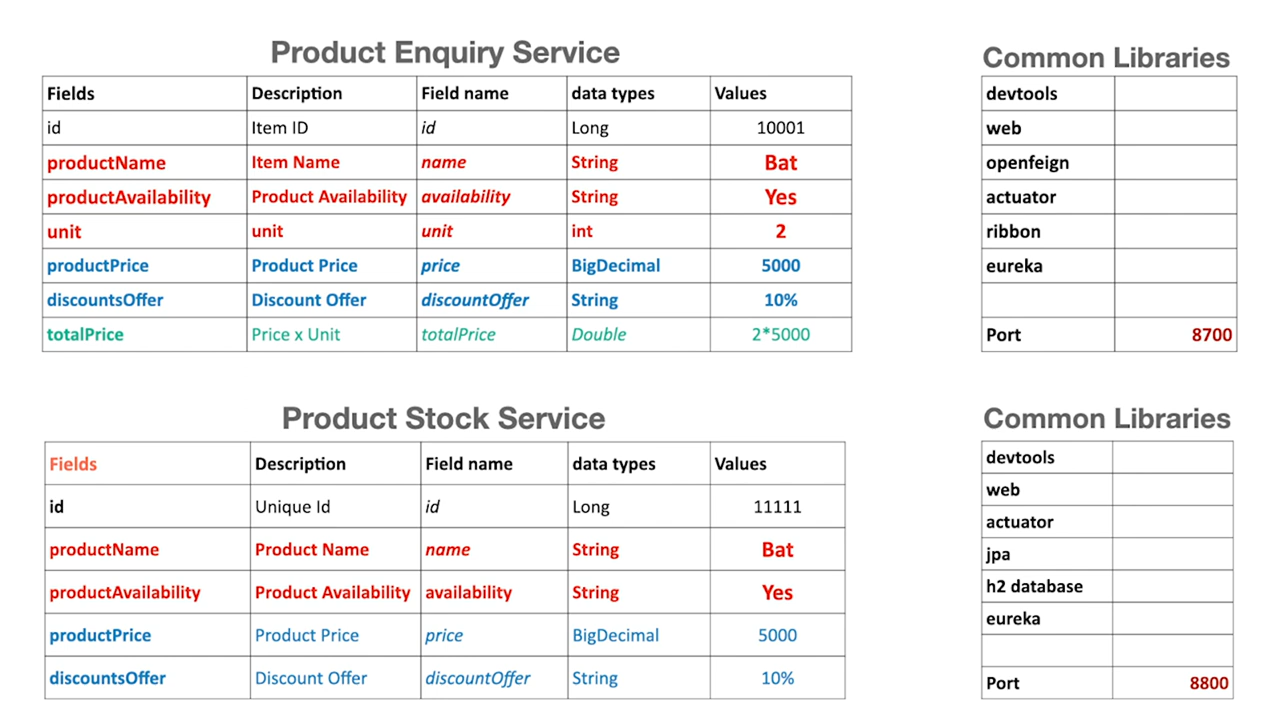 Product Enquiry Service
Fields Description Field name data types Values
id Item ID id Long 10001
productName Item Name name String Bat
productAvailability Product Availability availability String Yes
unit unit unit int 2
productPrice Product Price price BigDecimal 5000
discountsOffer Discount Offer discountOffer String 10%
totalPrice Price x Unit totalPrice Double 2*5000
Common Libraries
devtools
web
openfeign
actuator
ribbon
eureka
Port 8700
Product Stock Service
Fields Description Field name data types Values
id Unique Id id Long 11111
productName Product Name name String Bat
productAvailability Product Availability availability String Yes
productPrice Product Price price BigDecimal 5000
discountsOffer Discount Offer discountOffer String 10%
Common Libraries
devtools
web
actuator
jpa
h2 database
eureka
Port 8800